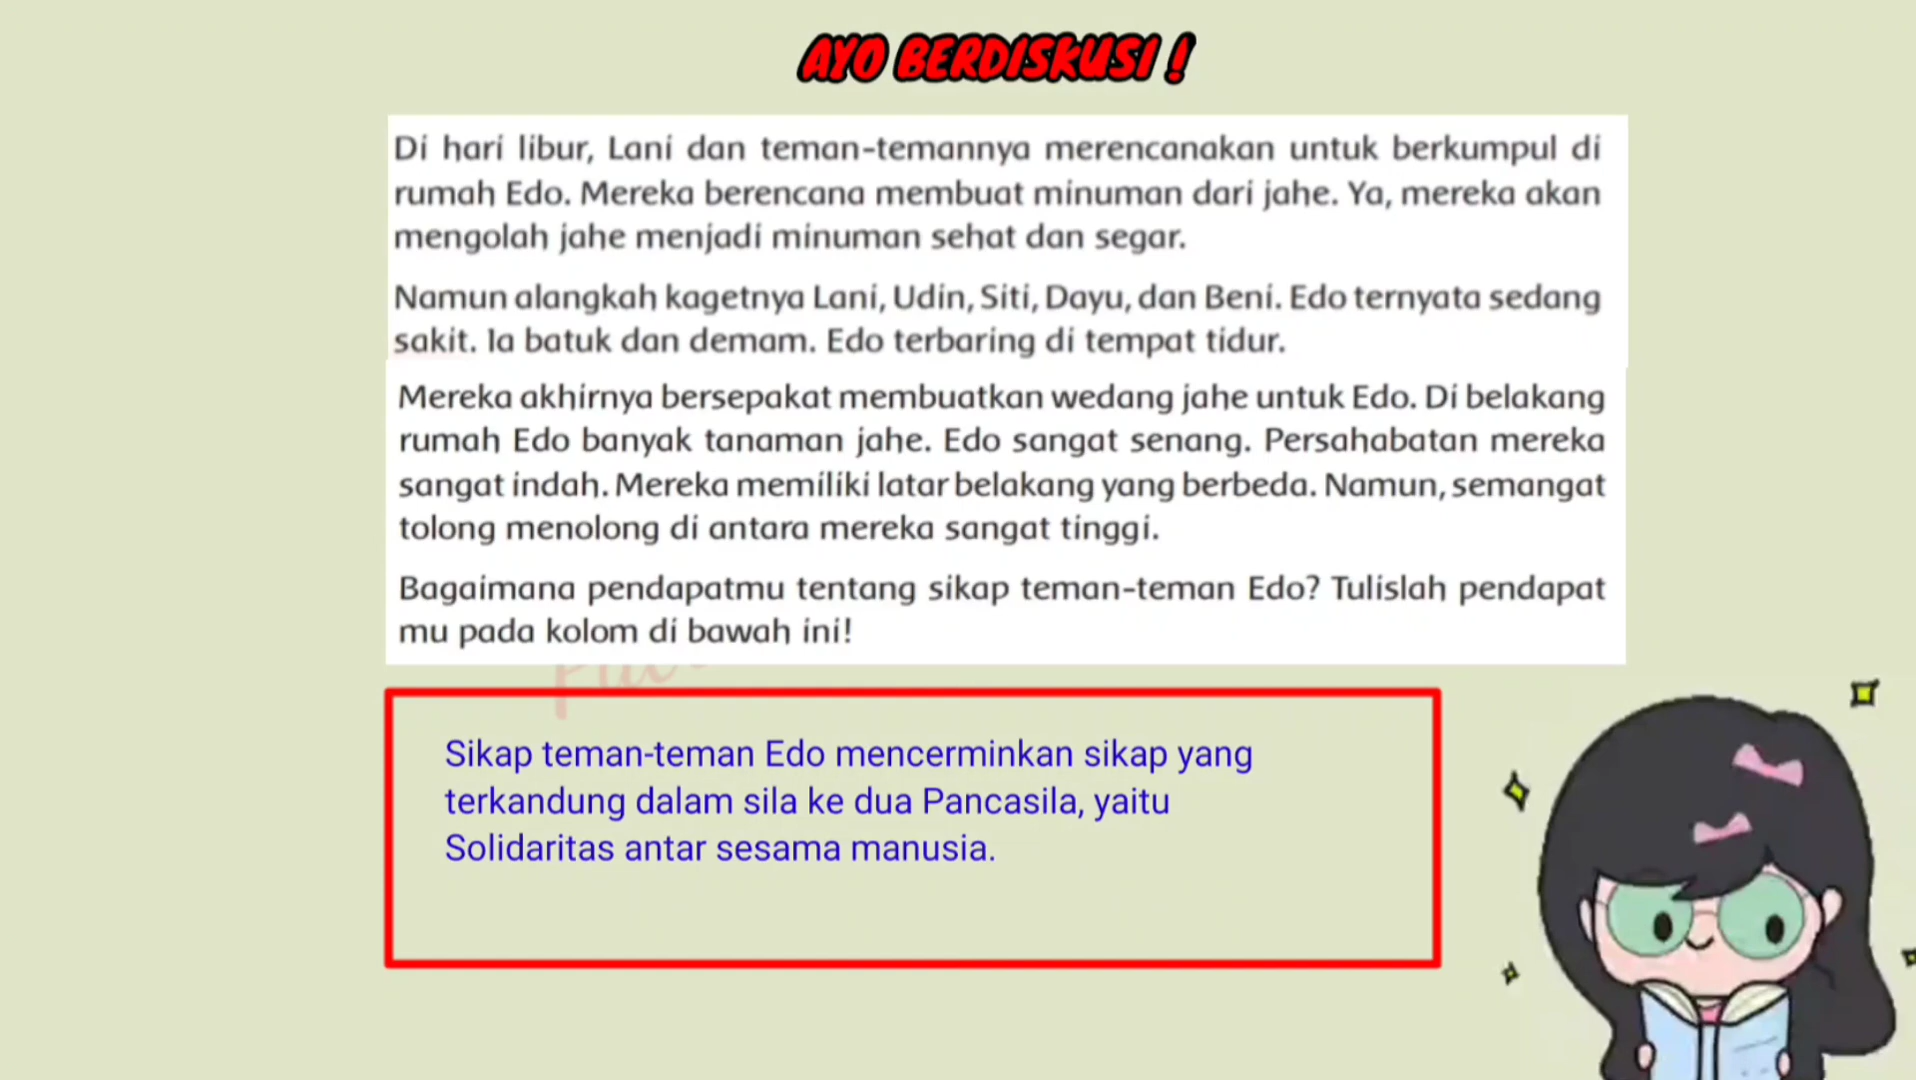 AYO BERDISKUSI !
Di hari libur, Lani dan teman-temannya merencanakan untuk berkumpul di
rumah Edo. Mereka berencana membuat minuman dari jahe. Ya, mereka akan
mengolah jahe menjadi minuman sehat dan segar.
Namun alangkah kagetnya Lani, Udin, Siti, Dayu, dan Beni. Edo ternyata sedang
sakit. Ia batuk dan demam. Edo terbaring di tempat tidur.
Mereka akhirnya bersepakat membuatkan wedang jahe untuk Edo. Di belakang
rumah Edo banyak tanaman jahe. Edo sangat senang. Persahabatan mereka
sangat indah. Mereka memiliki latar belakang yang berbeda. Namun, semangat
tolong menolong di antara mereka sangat tinggi.
Bagaimana pendapatmu tentang sikap teman-teman Edo? Tulislah pendapat
mu pada kolom di bawah ini!
Sikap teman-teman Edo mencerminkan sikap yang
terkandung dalam sila ke dua Pancasila, yaitu
Solidaritas antar sesama manusia.